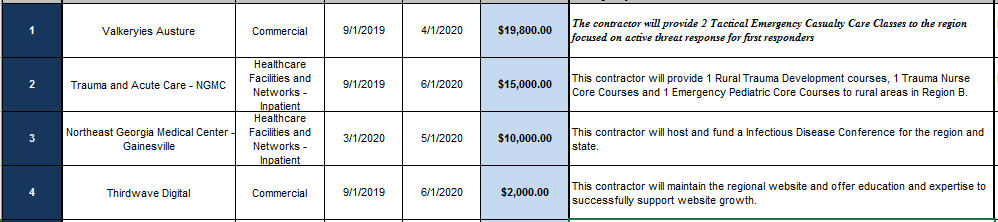 1 Valkeryies Austure Commercial 9/1/2019 4/1/2020 $19,800.00 The contractor will provide 2 Tactical Emergency Casualty Care Classes to the region
focused on active threat response for first responders
2 Trauma and Acute Care - NGMC Healthcare
Facilities and
Networks -
Inpatient 9/1/2019 6/1/2020 $15,000.00 This contractor will provide 1 Rural Trauma Development courses, 1 Trauma Nurse
Core Courses and 1 Emergency Pediatric Core Courses to rural areas in Region B.
3 Northeast Georgia Medical Center -
Gainesville Healthcare
Facilities and
Networks -
Inpatient 3/1/2020 5/1/2020 $10,000.00 This contractor will host and fund a Infectious Disease Conference for the region and
state.
4 Thirdwave Digital Commercial 9/1/2019 6/1/2020 $2,000.00 This contractor will maintain the regional website and offer education and expertise to
successfully support website growth.